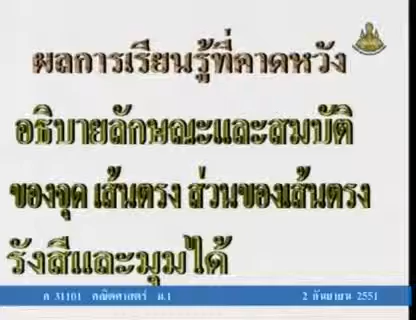 ผลการเรียนรู้ที่คาดหวัง
อธิบายลักษณะและสมบัติ
ของจุด เส้นตรง ส่วนของเส้นตรง
รังสีและมุมได้
ค 31101 คณิตศาสตร์ ม.1 2 กันยายน 2551